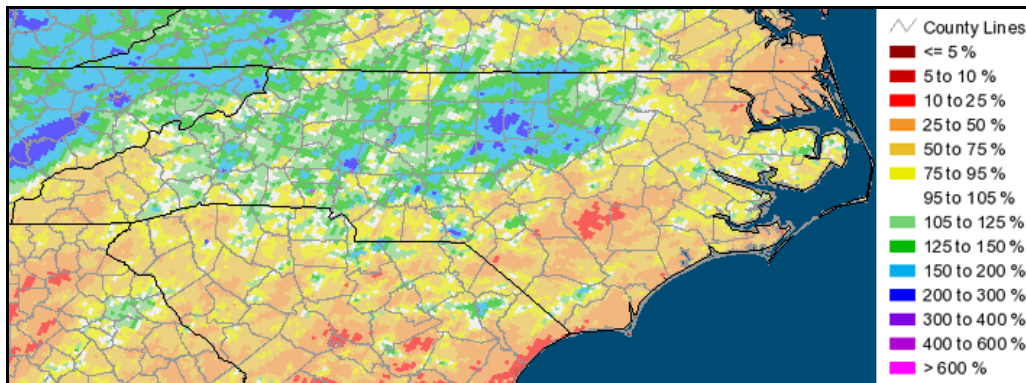 County Lines
<= 5 %
5 to 10 %
10 to 25 %
25 to 50 %
50 to 75 %
75 to 95 %
95 to 105 %
105 to 125 %
125 to 150 %
150 to 200 %
200 to 300 %
300 to 400 %
400 to 600 %
> 600 %